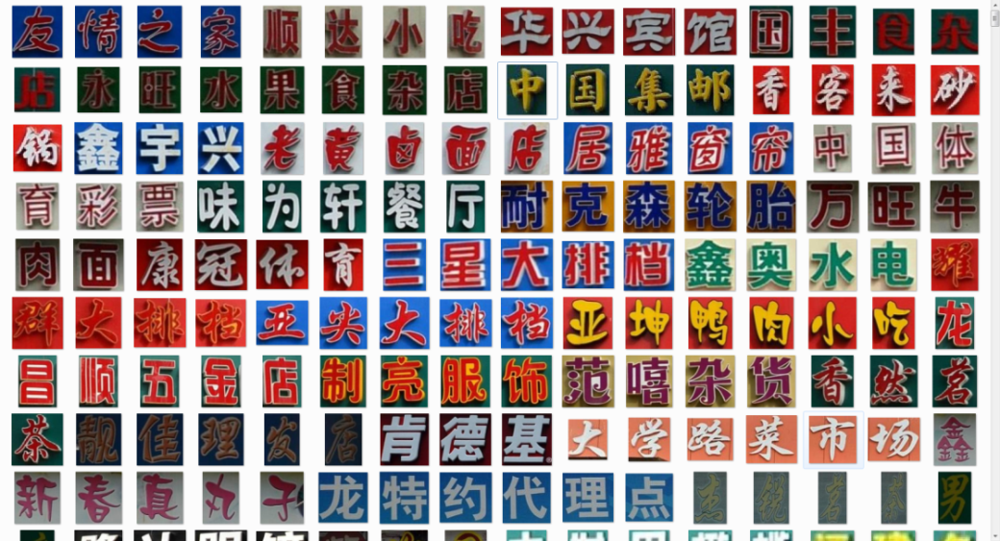 友情之家顺达小吃华兴宾馆国丰食杂
店永旺水果食杂店中国集邮香客来砂
锅鑫宇兴老黄卤面店居雅窗帘中国体
育彩票味为轩餐厅耐克森轮胎万旺牛
肉面康冠体育三星大排档鑫奥水电耀
群大排档亚尖大排档亚坤鸭肉小吃龙
昌顺五金店制亮服饰范嘻杂货香然茗
茶靓佳理发店肯德基大学路菜市场鑫
新春真丸子龙特约代理点杰男